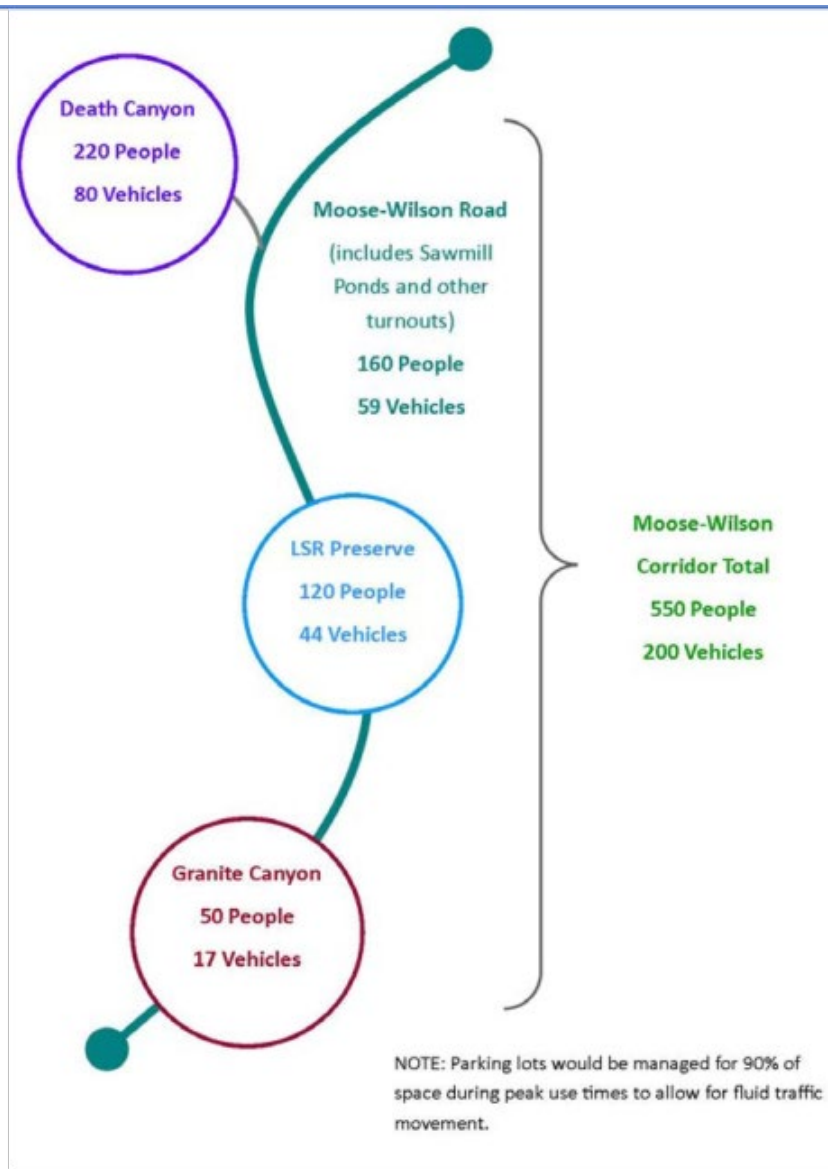 Death Canyon
220 People
80 Vehicles
Moose-Wilson Road
(includes Sawmill
Ponds and other
turnouts)
160 People
59 Vehicles
LSR Preserve
120 People
44 Vehicles
Moose-Wilson
Corridor Total
550 People
200 Vehicles
Granite Canyon
50 People
17 Vehicles
NOTE: Parking lots would be managed for 90% of
space during peak use times to allow for fluid traffic
movement.